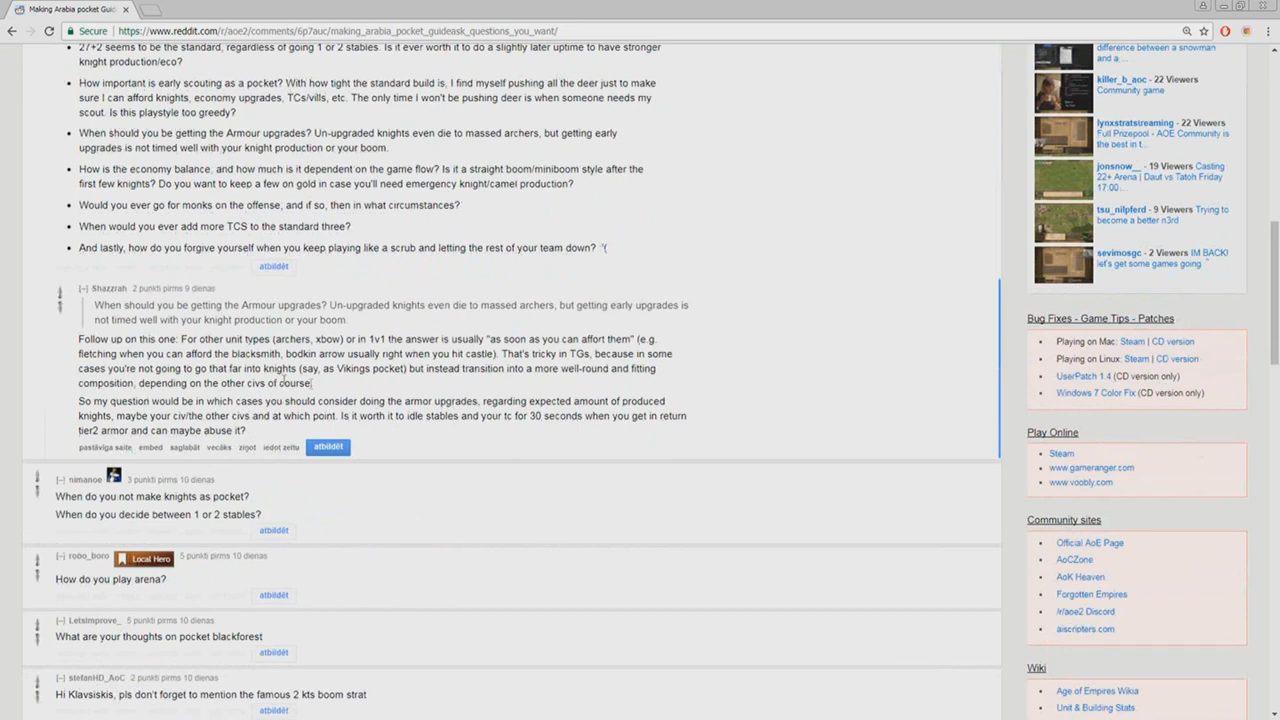 Making Arabia pocket Guid
Secure
https://www.reddit.com/r/aoe2/comments/6p7auc/making_arabia_pocket_guideask_questions_you_want/
27+2 seems to be the standard, regardless of going 1 or 2 stables. Is it ever worth it to do a slightly later uptime to have stronger
knight production/eco?
How important is early scouting as a pocket? With how tight standard build is, I find myself pushing all the deer just to make
sure I can afford knights, economy upgrades, TCs/vills, etc. The only time I won't be pushing deer is when someone needs my
scout. Is this playstyle too greedy?
When should you be getting the Armour upgrades? Un-upgraded knights even die to massed archers, but getting early
upgrades is not timed well with your knight production or your boom.
How is the economy balance, and how much is it dependent on the game flow? Is it a straight boom/miniboom style after the
first few knights? Do you want to keep a few on gold in case you'll need emergency knight/camel production?
Would you ever go for monks on the offense, and if so, then in what circumstances?
When would you ever add more TCS to the standard three?
And lastly, how do you forgive yourself when you keep playing like a scrub and letting the rest of your team down? :'(
atbildēt
[–] Shazzrah 2 punkti pirms 9 dienas
When should you be getting the Armour upgrades? Un-upgraded knights even die to massed archers, but getting early upgrades is
not timed well with your knight production or your boom.
Follow up on this one: For other unit types (archers, xbow) or in 1v1 the answer is usually "as soon as you can affort them" (e.g.
fletching when you can afford the blacksmith, bodkin arrow usually right when you hit castle). That's tricky in TGs, because in some
cases you're not going to go that far into knights (say, as Vikings pocket) but instead transition into a more well-round and fitting
composition, depending on the other civs of course.
So my question would be in which cases you should consider doing the armour upgrades, regarding expected amount of produced
knights, maybe your civ/the other civs and at which point. Is it worth it to idle stables and your tc for 30 seconds when you get in return
tier2 armor and can maybe abuse it?
pastāvīga saite embed saglabāt vecāks ziņot iedot zeltu atbildēt
[–] nimanoe 3 punkti pirms 10 dienas
When do you not make knights as pocket?
When do you decide between 1 or 2 stables?
atbildēt
[–] robo_boro Local Hero 5 punkti pirms 10 dienas
How do you play arena?
atbildēt
[–] Letsimprove_ 5 punkti pirms 10 dienas
What are your thoughts on pocket blackforest
atbildēt
[–] stefanHD_AoC 2 punkti pirms 10 dienas
Hi Klavsiskis, pls don't forget to mention the famous 2 kts boom strat
atbildēt
difference between a snowman
and a...
killer_b_aoc - 22 Viewers
Community game
lynxstratstreaming - 22 Viewers
Full Prizepool - AOE Community is
the best in t...
jonsnow__ - 19 Viewers Casting
22+ Arena | Daut vs Tatoh Friday
17:00...
tsu_nilpferd - 9 Viewers Trying to
become a better n3rd
sevimosgc - 2 Viewers IM BACK!
let's get some games going ^
Bug Fixes - Game Tips - Patches
Playing on Mac: Steam | CD version
Playing on Linux: Steam | CD version
UserPatch 1.4 (CD version only)
Windows 7 Color Fix (CD version only)
Play Online
Steam
www.gameranger.com
www.voobly.com
Community sites
Official AoE Page
AoCZone
AoK Heaven
Forgotten Empires
/r/aoe2 Discord
aiscripters.com
Wiki
Age of Empires Wikia
Unit & Building Stats